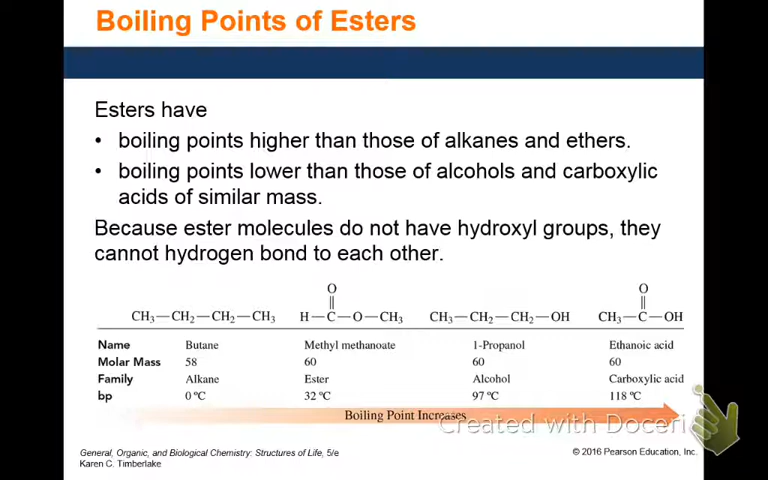 Boiling Points of Esters
Esters have
• boiling points higher than those of alkanes and ethers.
• boiling points lower than those of alcohols and carboxylic
acids of similar mass.
Because ester molecules do not have hydroxyl groups, they
cannot hydrogen bond to each other.
O O
|| ||
CH₃—CH₂—CH₂—CH₃ H—C—O—CH₃ CH₃—CH₂—CH₂—OH CH₃—C—OH
Name Butane Methyl methanoate 1-Propanol Ethanoic acid
Molar Mass 58 60 60 60
Family Alkane Ester Alcohol Carboxylic acid
bp 0 ºC 32 ºC 97 ºC 118 ºC
Boiling Point Increases
Created with Doceri
General, Organic, and Biological Chemistry: Structures of Life, 5/e © 2016 Pearson Education, Inc.
Karen C. Timberlake